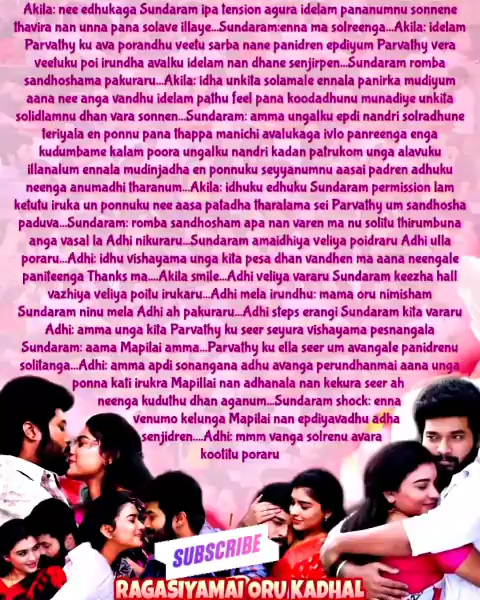 Akila: nee edhukaga Sundaram ipa tension agura idelam pananumnu sonnene
thavira nan unna pana solave illaye...Sundaram:enna ma solreenga...Akila: idelam
Parvathy ku ava porandhu veetu sarba nane panidren epdiyum Parvathy vera
veetuku poi irundha avalku idelam nan dhane senjirpen...Sundaram romba
sandhoshama pakuraru...Akila: idha unkita solamale ennala panirka mudiyum
aana nee anga vandhu idelam pathu feel pana koodadhunu munadiye unkita
solidlamnu dhan vara sonnen...Sundaram: amma ungalku epdi nandri solradhune
teriyala en ponnu pana thappa manichi avalukaga ivlo panreenga enga
kudumbame kalam poora ungalku nandri kadan patrukom unga alavuku
illanalum ennala mudinjadha en ponnuku seyyanumnu aasai padren adhuku
neenga anumadhi tharanum...Akila: idhuku edhuku Sundaram permission lam
ketutu iruka un ponnuku nee aasa patadha tharalama sei Parvathy um sandhosha
paduva...Sundaram: romba sandhosham apa nan varen ma nu solitu thirumbuna
anga vasal la Adhi nikuraru...Sundaram amaidhiya veliya poidraru Adhi ulla
poraru...Adhi: idhu vishayama unga kita pesa dhan vandhen ma aana neengale
paniteenga Thanks ma....Akila smile...Adhi veliya vararu Sundaram keezha hall
vazhiya veliya poitu irukaru...Adhi mela irundhu: mama oru nimisham
Sundaram ninu mela Adhi ah pakuraru...Adhi steps erangi Sundaram kita vararu
Adhi: amma unga kita Parvathy ku seer seyura vishayama pesnangala
Sundaram: aama Mapilai amma...Parvathy ku ella seer um avangale panidrenu
solitanga...Adhi: amma apdi sonangana adhu avanga perundhanmai aana unga
ponna kati irukra Mapillai nan adhanala nan kekura seer ah
neenga kuduthu dhan aganum...Sundaram shock: enna
venumo kelunga Mapilai nan epdiyavadhu adha
senjidren....Adhi: mmm vanga solrenu avara
kootitu poraru
SUBSCRIBE
RAGASIYAMAI ORU KADHAL